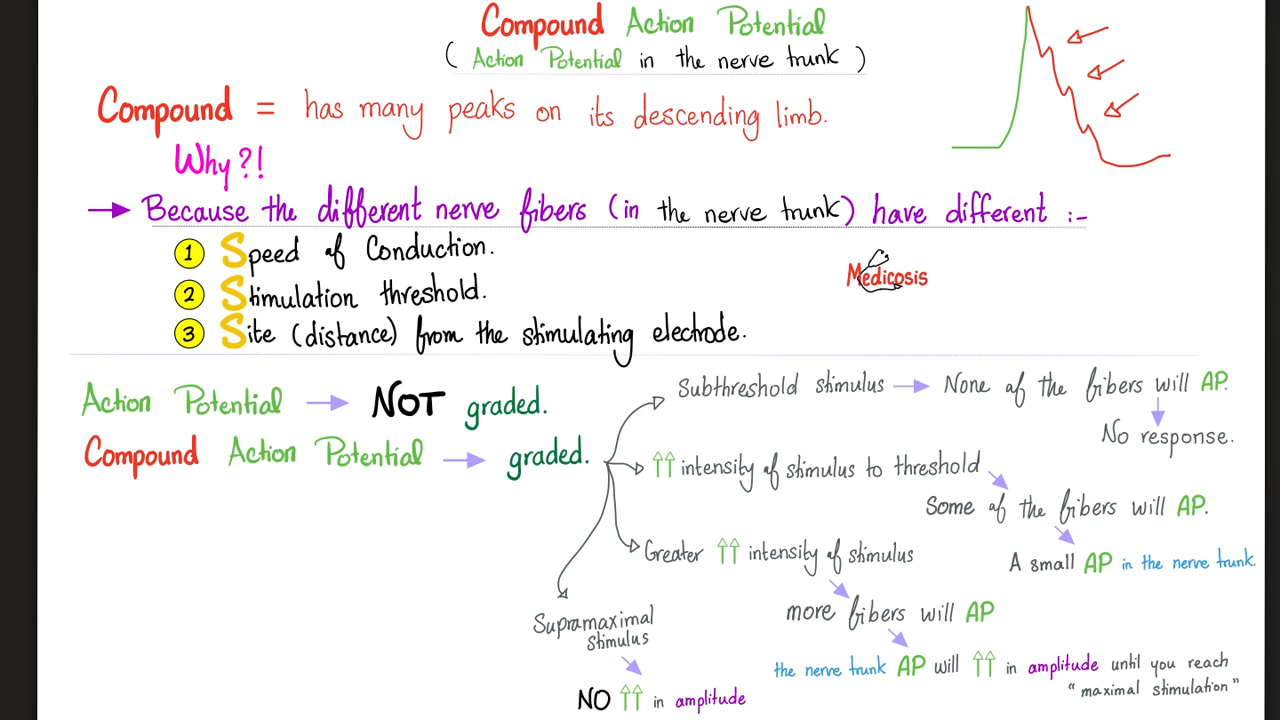 Compound Action Potential
( Action Potential in the nerve trunk )
Compound = has many peaks on its descending limb.
Why?!
→ Because the different nerve fibers (in the nerve trunk) have different :-
1 Speed of Conduction.
2 Stimulation threshold.
3 Site (distance) from the stimulating electrode.
Medicosis
Action Potential → NOT graded.
Compound Action Potential → graded.
Subthreshold stimulus → None of the fibers will AP.
No response.
↑↑ intensity of stimulus to threshold
Some of the fibers will AP.
A small AP in the nerve trunk.
Greater ↑↑ intensity of stimulus
more fibers will AP
the nerve trunk AP will ↑↑ in amplitude until you reach
"maximal stimulation"
Supramaximal
stimulus
NO ↑↑ in amplitude